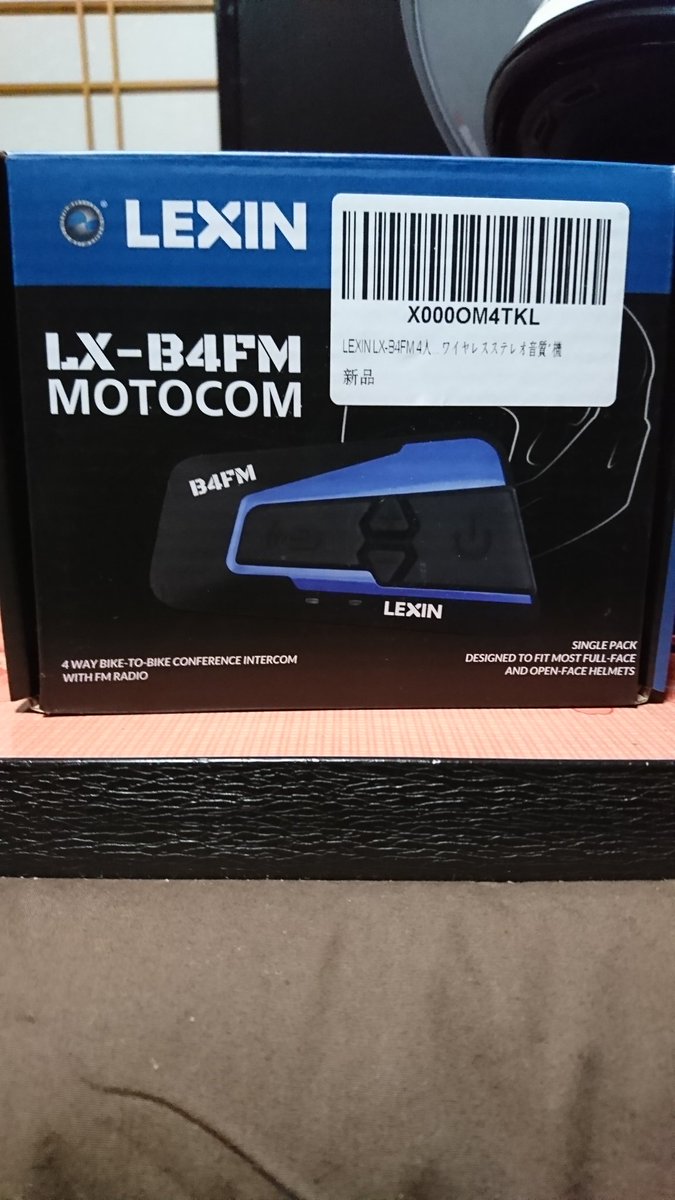 LEXIN
X000OM4TKL
LEXIN LX-B4FM 4人 ... ワイヤレスステレオ音質*機
新品
LX-B4FM
MOTOCOM
B4FM
LEXIN
4 WAY BIKE-TO-BIKE CONFERENCE INTERCOM
WITH FM RADIO
SINGLE PACK
DESIGNED TO FIT MOST FULL-FACE
AND OPEN-FACE HELMETS